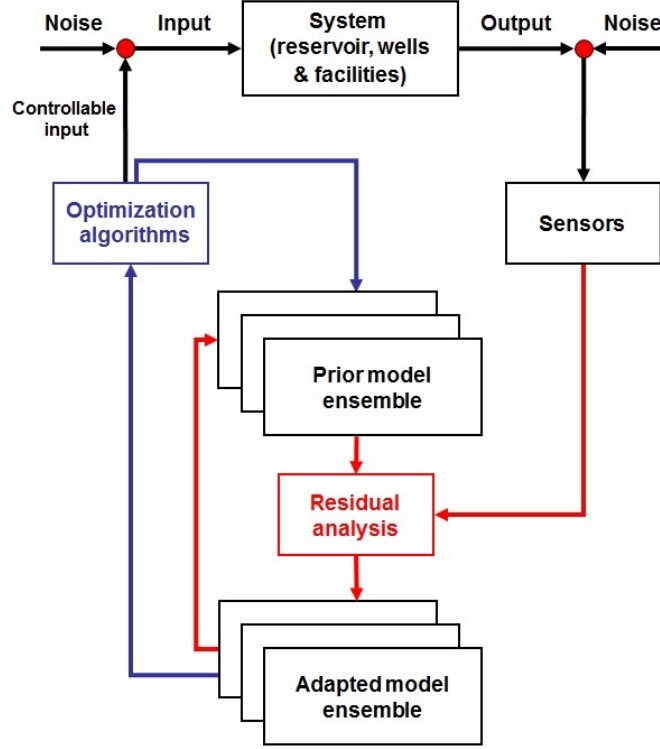 Noise
Input
System
(reservoir, wells
& facilities)
Output
Noise
Controllable
input
Optimization
algorithms
Sensors
Prior model
ensemble
Residual
analysis
Adapted model
ensemble